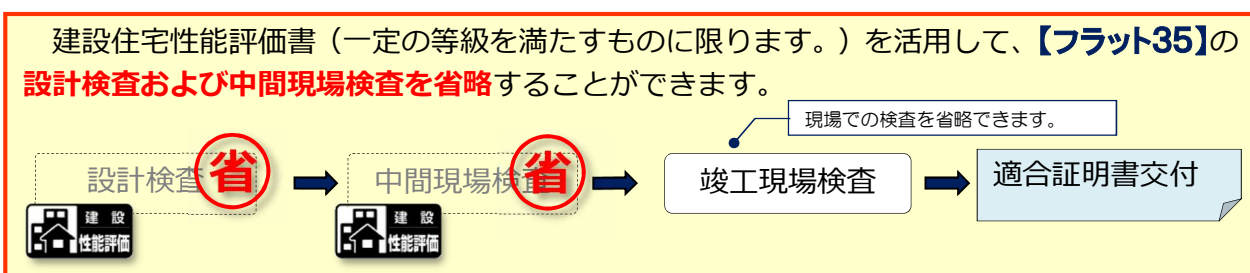 建設住宅性能評価書（一定の等級を満たすものに限ります。）を活用して、【フラット35】の
設計検査および中間現場検査を省略することができます。
現場での検査を省略できます。
設計検査 省 中間現場検査 省 竣工現場検査 適合証明書交付
建設 建設
性能評価 性能評価